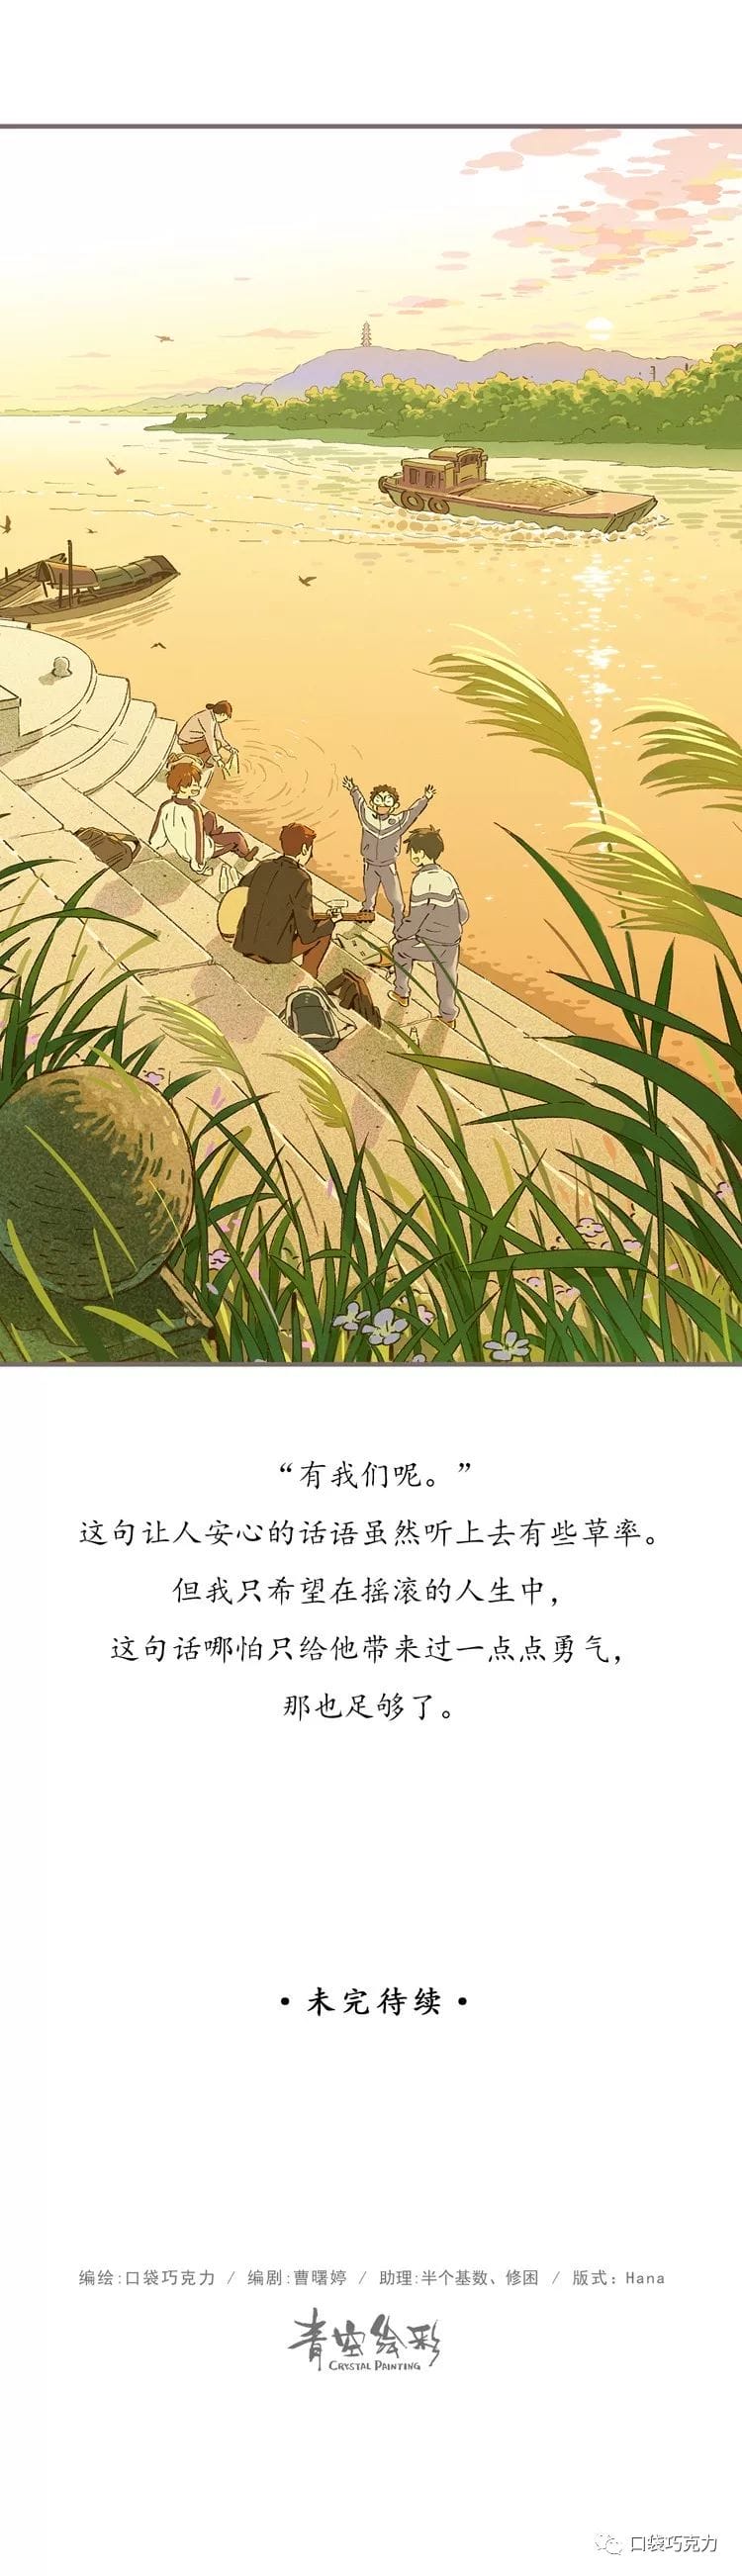 “有我们呢。”
这句让人安心的话语虽然听上去有些草率。
但我只希望在摇滚的人生中，
这句话哪怕只给他带来过一点点勇气，
那也足够了。
·未完待续·
编绘:口袋巧克力 / 编剧:曹曙婷 / 助理:半个基数、修困 / 版式：Hana
青空绘彩
CRYSTAL PAINTING
口袋巧克力